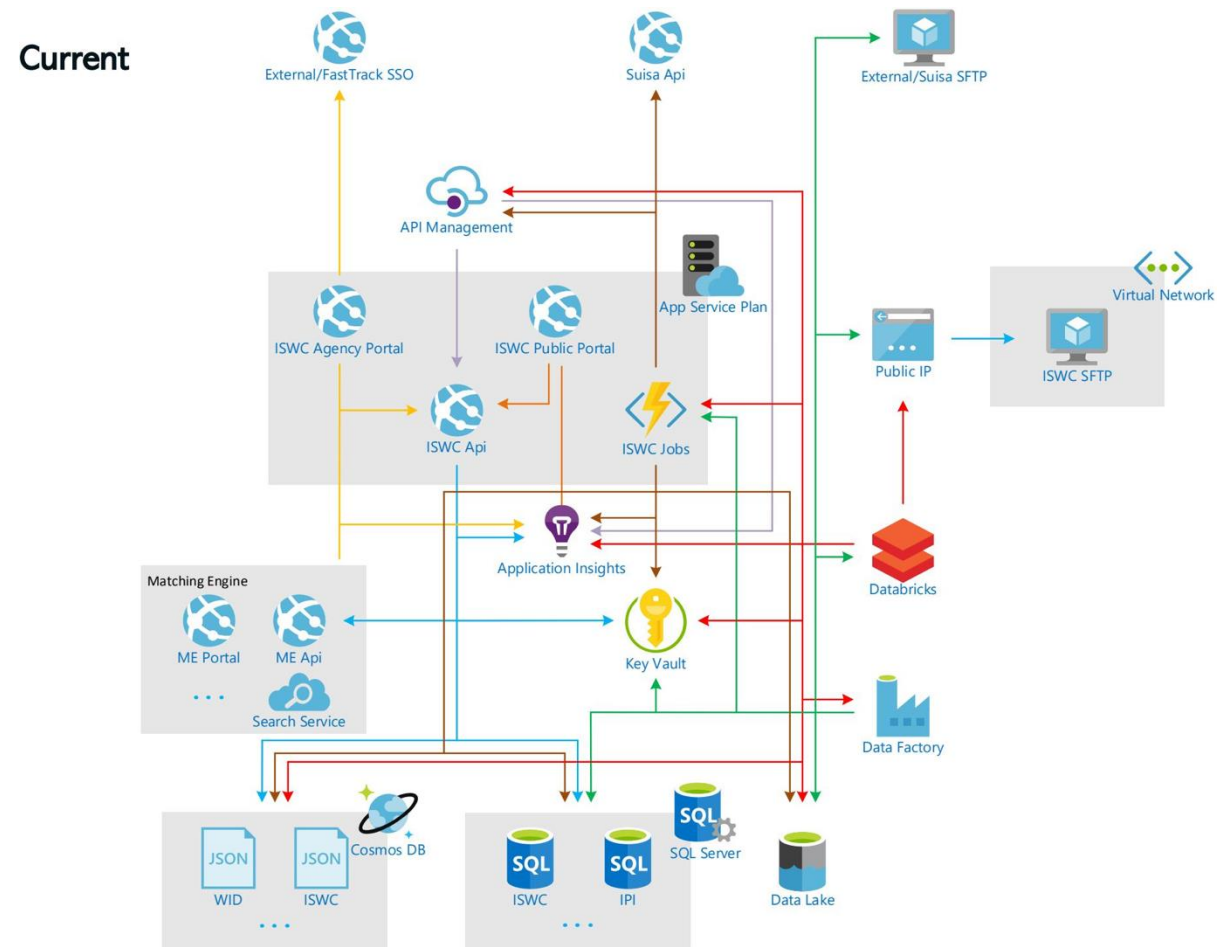 Current
External/FastTrack SSO
Suisa Api
External/Suisa SFTP
API Management
App Service Plan
Virtual Network
ISWC Agency Portal
ISWC Public Portal
Public IP
ISWC SFTP
ISWC Api
ISWC Jobs
Application Insights
Databricks
Matching Engine
ME Portal
ME Api
Key Vault
Search Service
Data Factory
JSON
JSON
Cosmos DB
SQL
SQL
SQL
SQL Server
WID
ISWC
ISWC
IPI
Data Lake